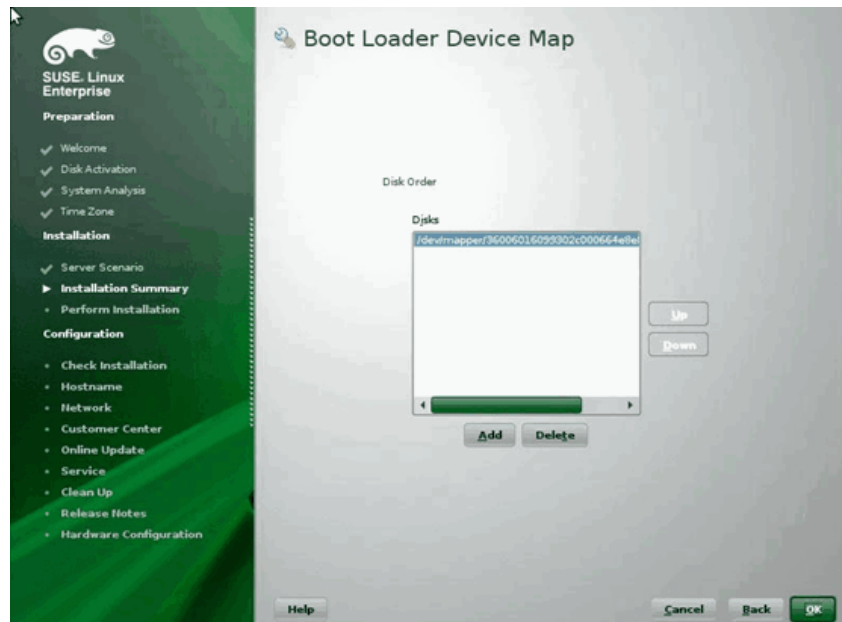 SUSE. Linux
Enterprise
Preparation
Welcome
Disk Activation
System Analysis
Time Zone
Installation
Server Scenario
Installation Summary
Perform Installation
Configuration
Check Installation
Hostname
Network
Customer Center
Online Update
Service
Clean Up
Release Notes
Hardware Configuration
Boot Loader Device Map
Disk Order
Disks
/dev/mapper/36006016099302c000664e8el
Up
Down
Add Delete
Help Cancel Back OK